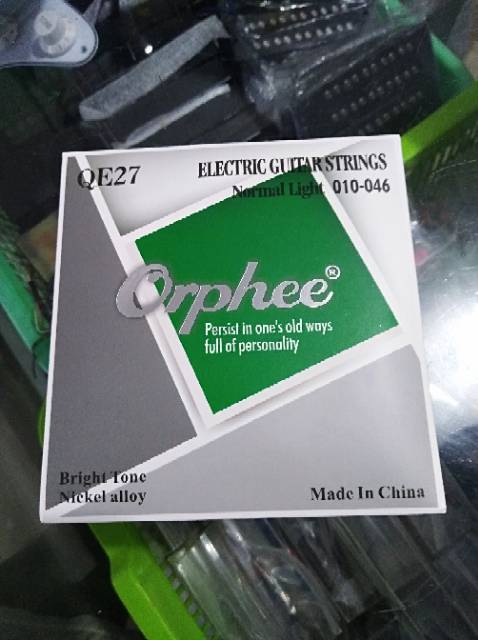 QE27
ELECTRIC GUITAR STRINGS
Normal Light 010-046
Orphee®
Persist in one's old ways
full of personality
Bright Tone
Nickel alloy
Made In China